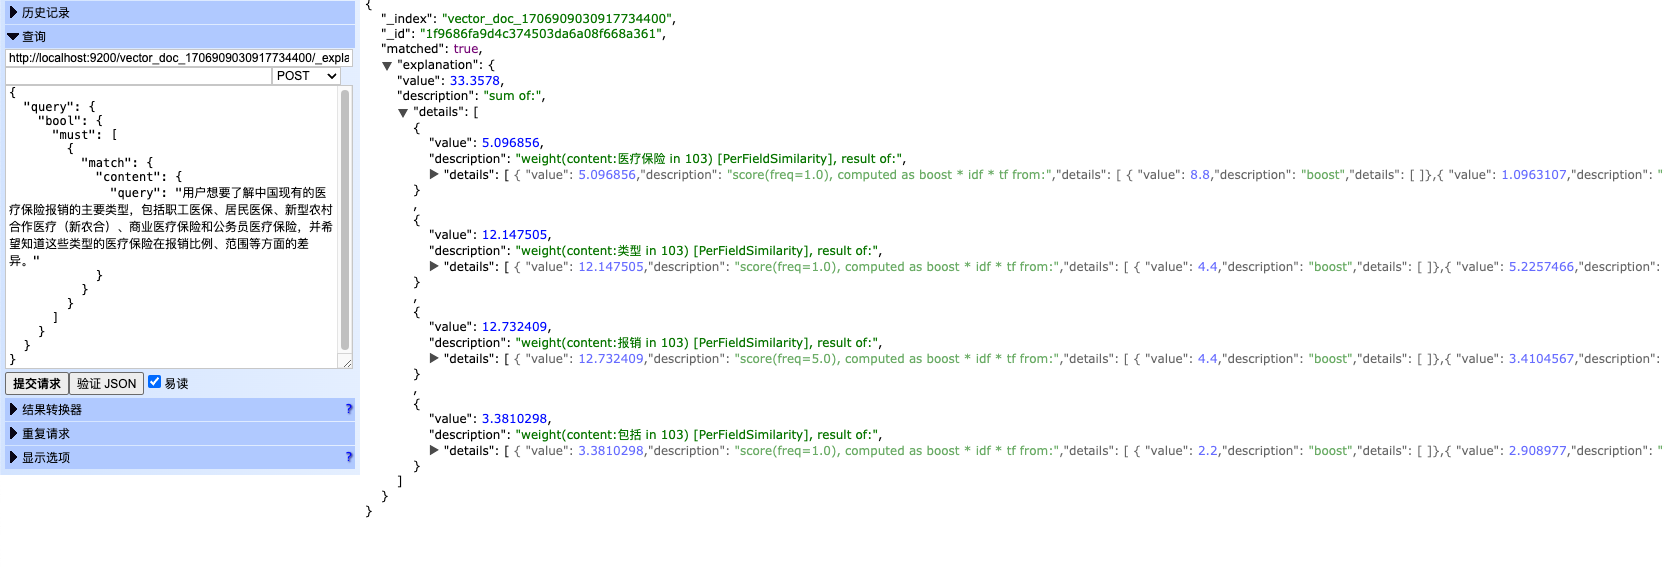 历史记录
查询
http://localhost:9200/vector_doc_1706909030917734400/_expla
POST
{
"query": {
"bool": {
"must": [
{
"match": {
"content": {
"query": "用户想要了解中国现有的医
疗保险报销的主要类型，包括职工医保、居民医保、新型农村
合作医疗（新农合）、商业医疗保险和公务员医疗保险，并希
望知道这些类型的医疗保险在报销比例、范围等方面的差
异。"
}
}
}
]
}
}
}
提交请求 验证 JSON 易读
结果转换器 ?
重复请求
显示选项 ?
{
"_index": "vector_doc_1706909030917734400",
"_id": "1f9686fa9d4c374503da6a08f668a361",
"matched": true,
"explanation": {
"value": 33.3578,
"description": "sum of:",
"details": [
{
"value": 5.096856,
"description": "weight(content:医疗保险 in 103) [PerFieldSimilarity], result of:",
"details": [ { "value": 5.096856,"description": "score(freq=1.0), computed as boost * idf * tf from:","details": [ { "value": 8.8,"description": "boost","details": [ ]},{ "value": 1.0963107,"description": "
}
,
{
"value": 12.147505,
"description": "weight(content:类型 in 103) [PerFieldSimilarity], result of:",
"details": [ { "value": 12.147505,"description": "score(freq=1.0), computed as boost * idf * tf from:","details": [ { "value": 4.4,"description": "boost","details": [ ]},{ "value": 5.2257466,"description":
}
,
{
"value": 12.732409,
"description": "weight(content:报销 in 103) [PerFieldSimilarity], result of:",
"details": [ { "value": 12.732409,"description": "score(freq=5.0), computed as boost * idf * tf from:","details": [ { "value": 4.4,"description": "boost","details": [ ]},{ "value": 3.4104567,"description":
}
,
{
"value": 3.3810298,
"description": "weight(content:包括 in 103) [PerFieldSimilarity], result of:",
"details": [ { "value": 3.3810298,"description": "score(freq=1.0), computed as boost * idf * tf from:","details": [ { "value": 2.2,"description": "boost","details": [ ]},{ "value": 2.908977,"description": "
}
]
}
}